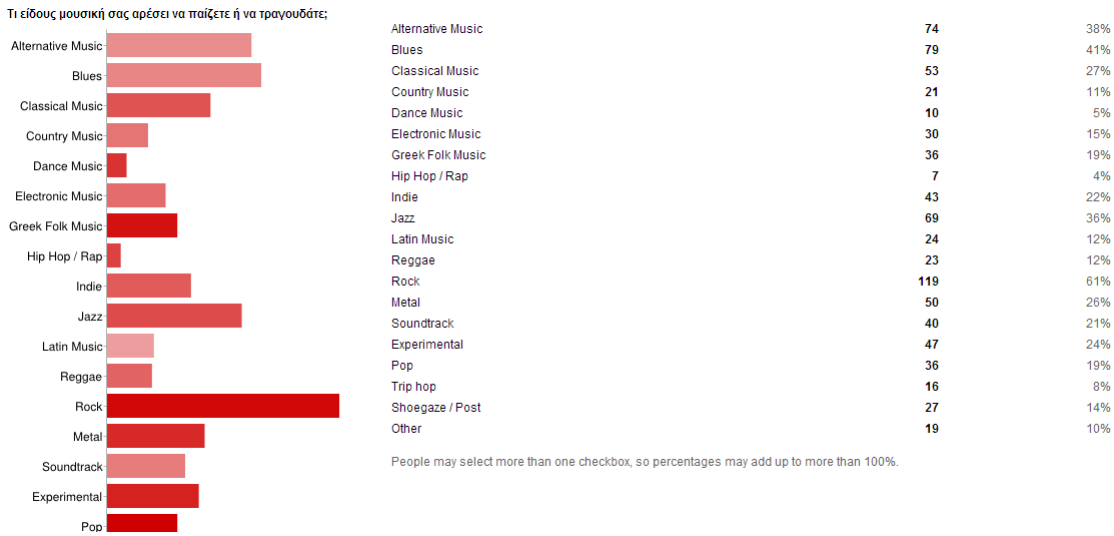 Τι είδους μουσική σας αρέσει να παίζετε ή να τραγουδάτε;
Alternative Music
Blues
Classical Music
Country Music
Dance Music
Electronic Music
Greek Folk Music
Hip Hop / Rap
Indie
Jazz
Latin Music
Reggae
Rock
Metal
Soundtrack
Experimental
Pop
Alternative Music 74 38%
Blues 79 41%
Classical Music 53 27%
Country Music 21 11%
Dance Music 10 5%
Electronic Music 30 15%
Greek Folk Music 36 19%
Hip Hop / Rap 7 4%
Indie 43 22%
Jazz 69 36%
Latin Music 24 12%
Reggae 23 12%
Rock 119 61%
Metal 50 26%
Soundtrack 40 21%
Experimental 47 24%
Pop 36 19%
Trip hop 16 8%
Shoegaze / Post 27 14%
Other 19 10%
People may select more than one checkbox, so percentages may add up to more than 100%.